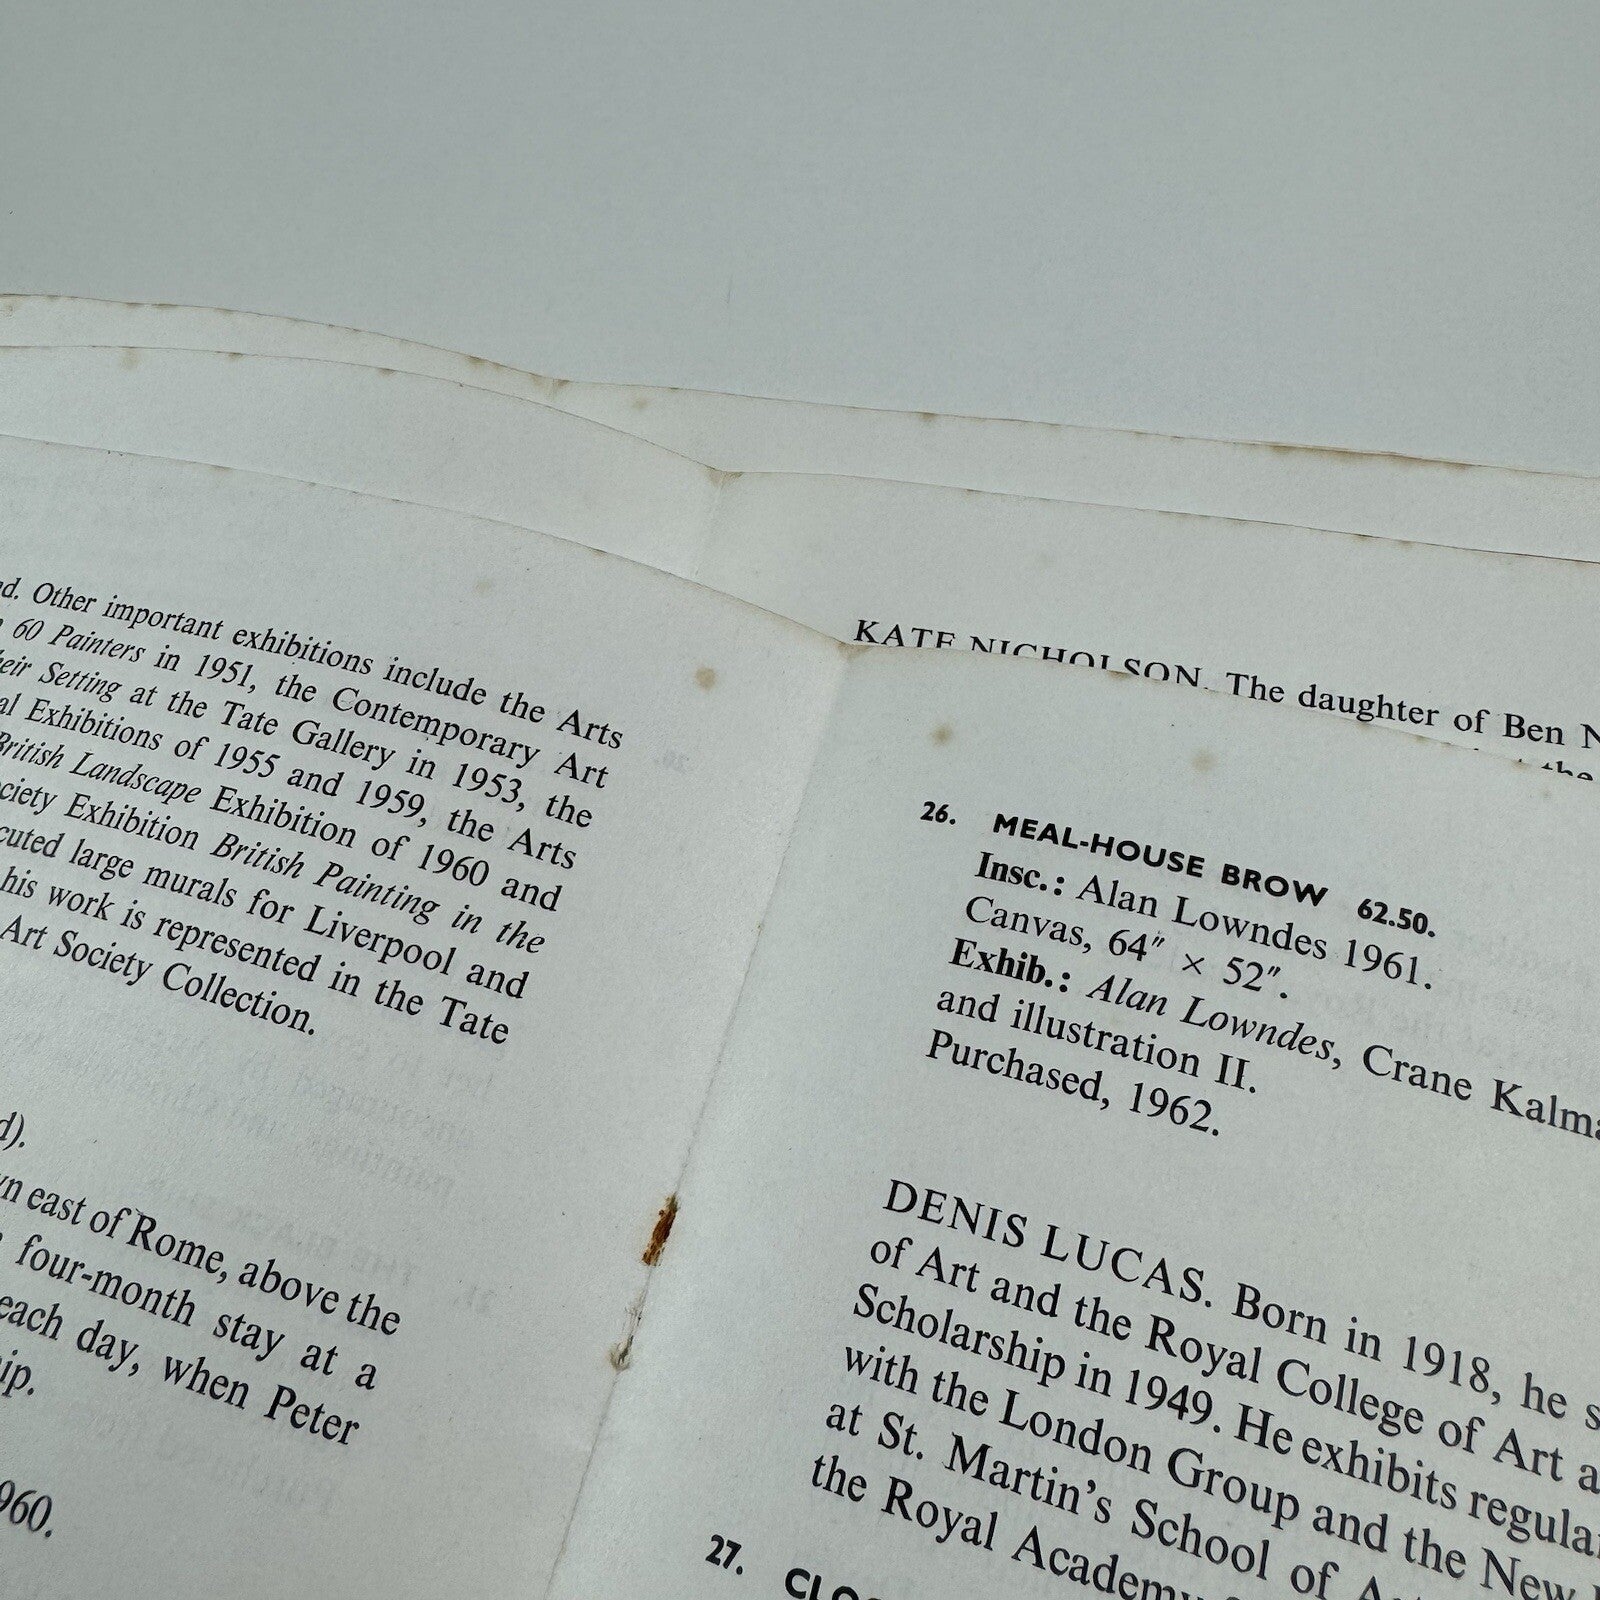 d. Other important exhibitions include the Arts
60 Painters in 1951, the Contemporary Art
eir Setting at the Tate Gallery in 1953, the
al Exhibitions of 1955 and 1959, the Arts
British Landscape Exhibition of 1960 and
ciety Exhibition British Painting in the
cuted large murals for Liverpool and
his work is represented in the Tate
Art Society Collection.
d).
n east of Rome, above the
four-month stay at a
each day, when Peter
ip.
960.
KATE NICHOLSON. The daughter of Ben N
the
26. MEAL-HOUSE BROW 62.50.
Insc.: Alan Lowndes 1961.
Canvas, 64″ × 52″.
Exhib.: Alan Lowndes, Crane Kalma
and illustration II.
Purchased, 1962.
DENIS LUCAS. Born in 1918, he s
of Art and the Royal College of Art a
Scholarship in 1949. He exhibits regular
with the London Group and the New
at St. Martin's School of Art
the Royal Academy
27. CLOS